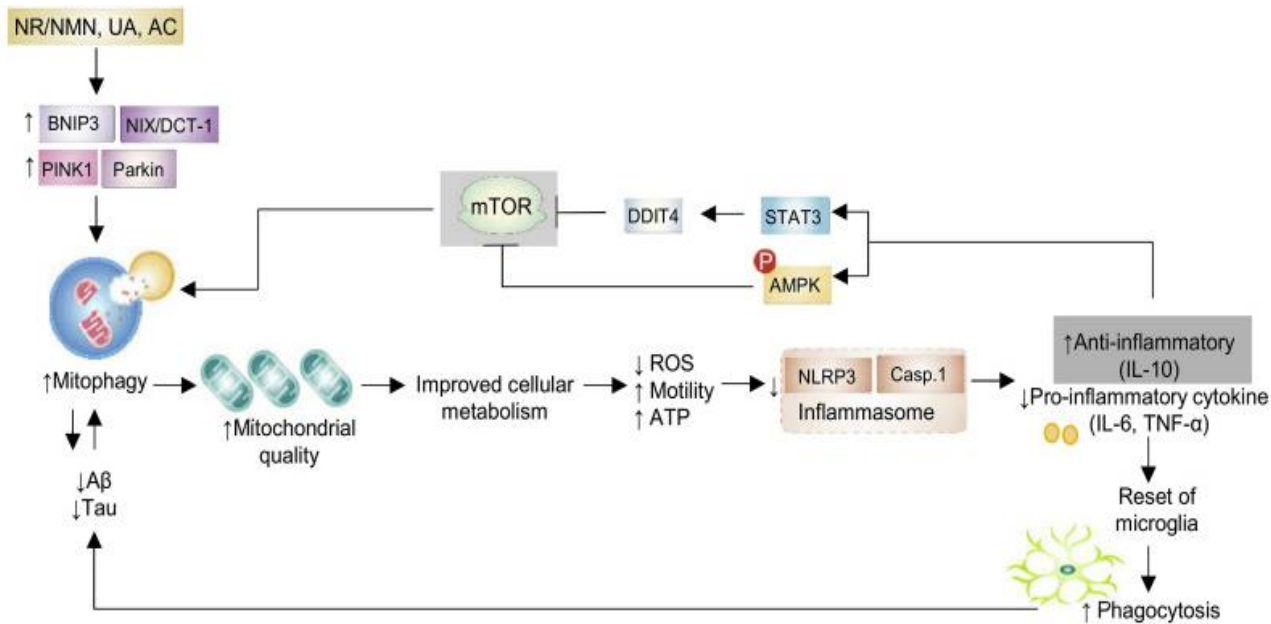 NR/NMN, UA, AC
↑ BNIP3 NIX/DCT-1
↑ PINK1 Parkin
mTOR
DDIT4
STAT3
P
AMPK
↑Mitophagy
↑Mitochondrial
quality
Improved cellular
metabolism
↓ ROS
↑ Motility
↑ ATP
↓ NLRP3 Casp.1
Inflammasome
↑Anti-inflammatory
(IL-10)
↓Pro-inflammatory cytokine
(IL-6, TNF-α)
Reset of
microglia
↑ Phagocytosis
↓Aβ
↓Tau